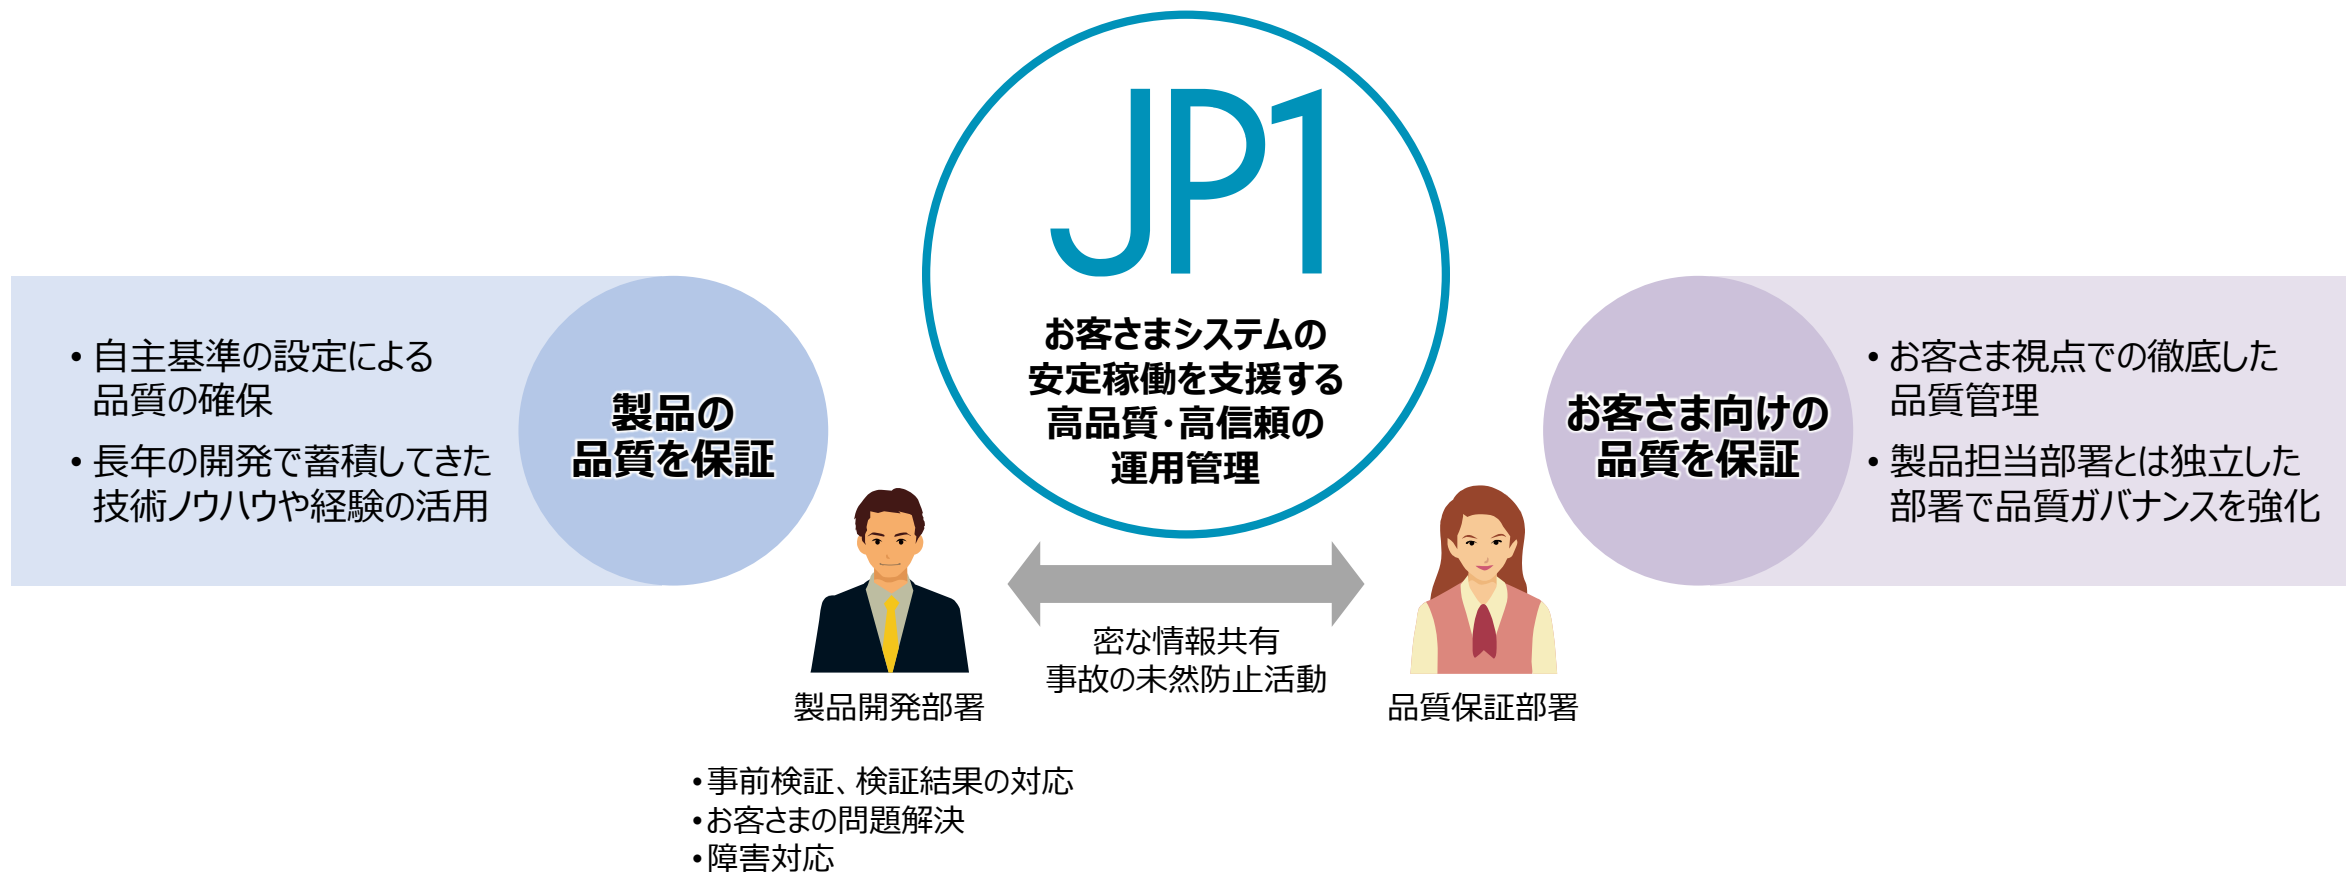 JP1
お客さまシステムの
安定稼働を支援する
高品質・高信頼の
運用管理
• 自主基準の設定による
品質の確保
• 長年の開発で蓄積してきた
技術ノウハウや経験の活用
製品の
品質を保証
お客さま向けの
品質を保証
• お客さま視点での徹底した
品質管理
• 製品担当部署とは独立した
部署で品質ガバナンスを強化
密な情報共有
事故の未然防止活動
製品開発部署
品質保証部署
•事前検証、検証結果の対応
•お客さまの問題解決
•障害対応